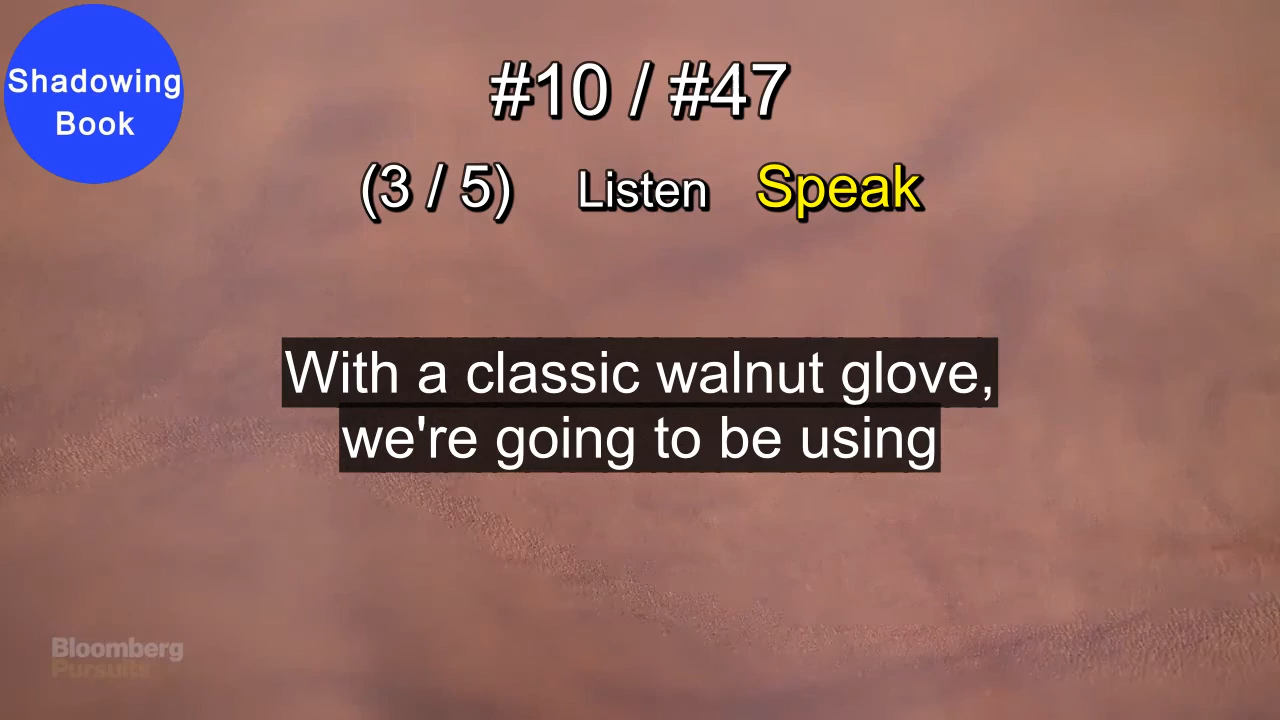 Shadowing
Book
#10 / #47
(3 / 5) Listen Speak
With a classic walnut glove,
we're going to be using
Bloomberg
Pursuits